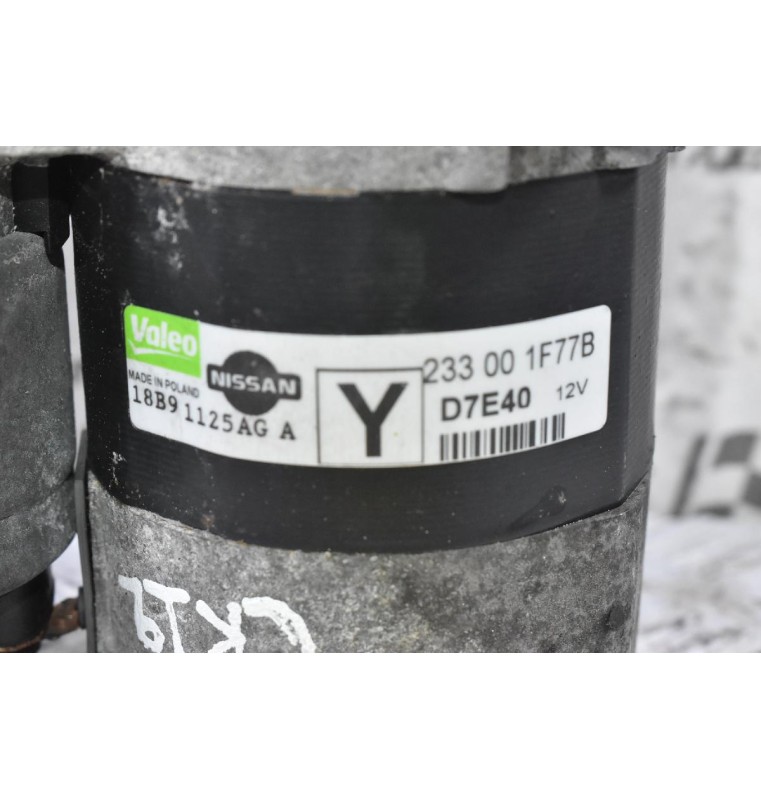 Valeo
MADE IN POLAND
NISSAN
18B9 1125AG A
Y
233 00 1F77B
D7E40 12V